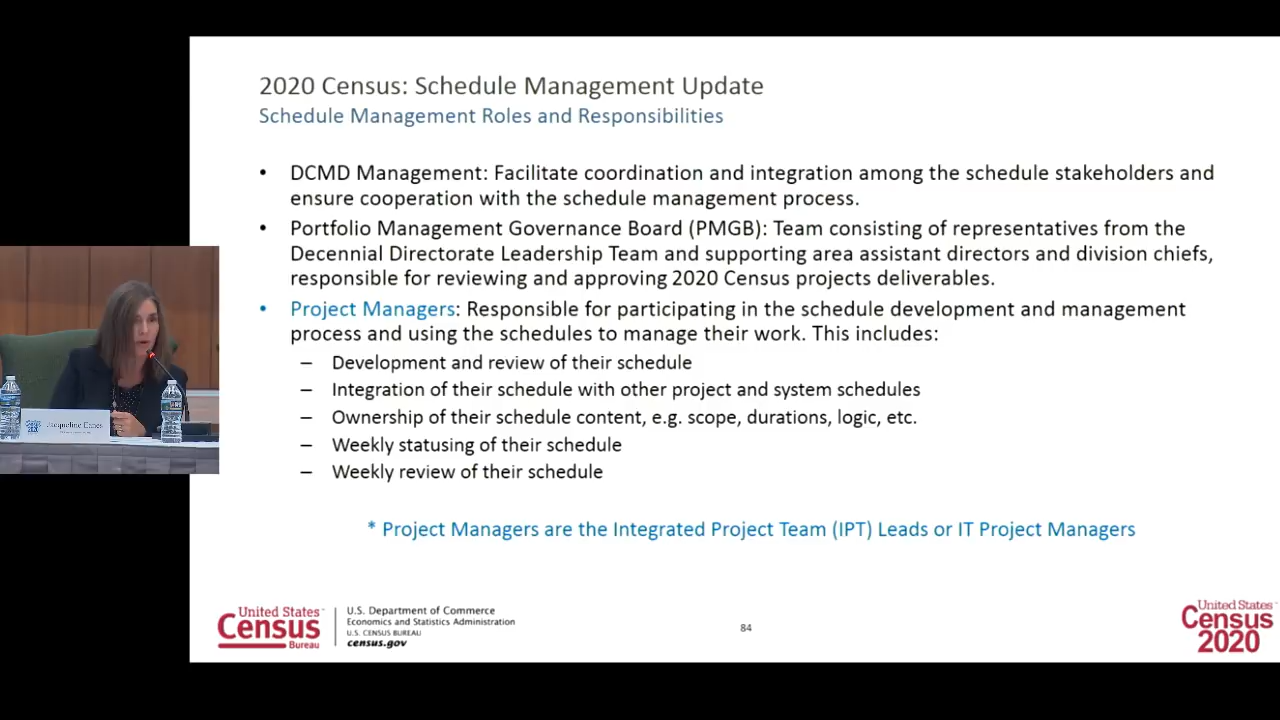 2020 Census: Schedule Management Update
Schedule Management Roles and Responsibilities
• DCMD Management: Facilitate coordination and integration among the schedule stakeholders and
ensure cooperation with the schedule management process.
• Portfolio Management Governance Board (PMGB): Team consisting of representatives from the
Decennial Directorate Leadership Team and supporting area assistant directors and division chiefs,
responsible for reviewing and approving 2020 Census projects deliverables.
• Project Managers: Responsible for participating in the schedule development and management
process and using the schedules to manage their work. This includes:
– Development and review of their schedule
– Integration of their schedule with other project and system schedules
– Ownership of their schedule content, e.g. scope, durations, logic, etc.
– Weekly statusing of their schedule
– Weekly review of their schedule
* Project Managers are the Integrated Project Team (IPT) Leads or IT Project Managers
Jacqueline
United States™
Census
Bureau
U.S. Department of Commerce
Economics and Statistics Administration
U.S. CENSUS BUREAU
census.gov
84
United States™
Census
2020